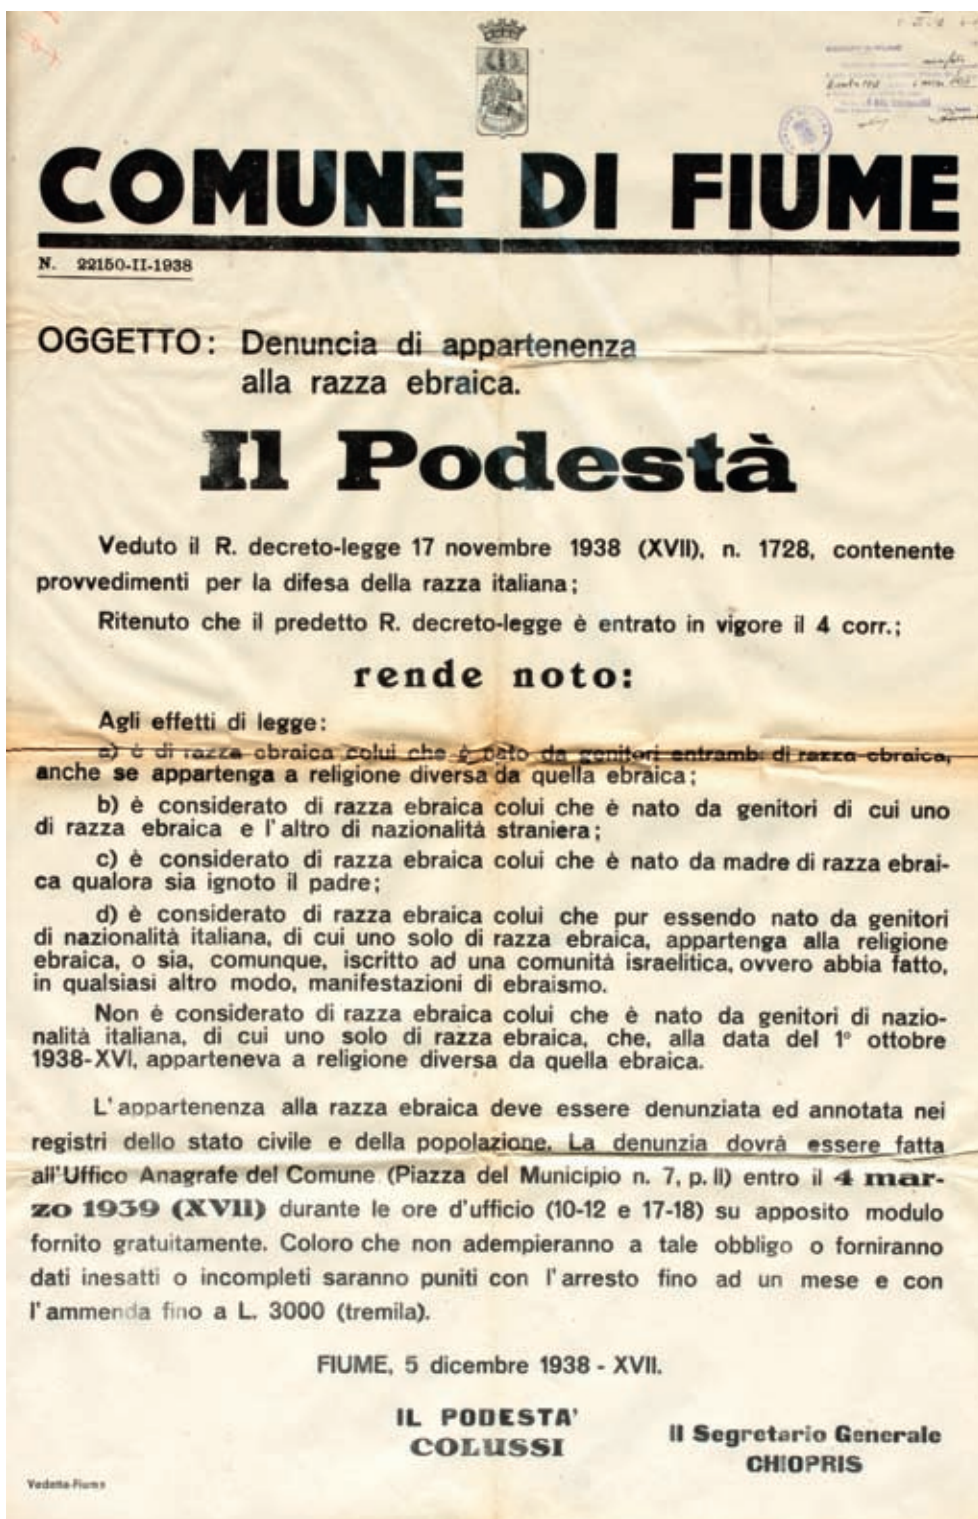 COMUNE DI FIUME
N. 22150-II-1938
OGGETTO: Denuncia di appartenenza
alla razza ebraica.
Il Podestà
Veduto il R. decreto-legge 17 novembre 1938 (XVII), n. 1728, contenente
provvedimenti per la difesa della razza italiana;
Ritenuto che il predetto R. decreto-legge è entrato in vigore il 4 corr.;
rende noto:
Agli effetti di legge:
a) è di razza ebraica colui che è nato da genitori entrambi di razza ebraica,
anche se appartenga a religione diversa da quella ebraica;
b) è considerato di razza ebraica colui che è nato da genitori di cui uno
di razza ebraica e l'altro di nazionalità straniera;
c) è considerato di razza ebraica colui che è nato da madre di razza ebrai-
ca qualora sia ignoto il padre;
d) è considerato di razza ebraica colui che pur essendo nato da genitori
di nazionalità italiana, di cui uno solo di razza ebraica, appartenga alla religione
ebraica, o sia, comunque, iscritto ad una comunità israelitica, ovvero abbia fatto,
in qualsiasi altro modo, manifestazioni di ebraismo.
Non è considerato di razza ebraica colui che è nato da genitori di nazio-
nalità italiana, di cui uno solo di razza ebraica, che, alla data del 1° ottobre
1938-XVI, apparteneva a religione diversa da quella ebraica.
L'appartenenza alla razza ebraica deve essere denunziata ed annotata nei
registri dello stato civile e della popolazione. La denunzia dovrà essere fatta
all'Uffico Anagrafe del Comune (Piazza del Municipio n. 7, p. II) entro il 4 mar-
zo 1939 (XVII) durante le ore d'ufficio (10-12 e 17-18) su apposito modulo
fornito gratuitamente. Coloro che non adempieranno a tale obbligo o forniranno
dati inesatti o incompleti saranno puniti con l'arresto fino ad un mese e con
l'ammenda fino a L. 3000 (tremila).
FIUME, 5 dicembre 1938 - XVII.
IL PODESTA'
COLUSSI
Il Segretario Generale
CHIOPRIS
Vedetta-Fiume